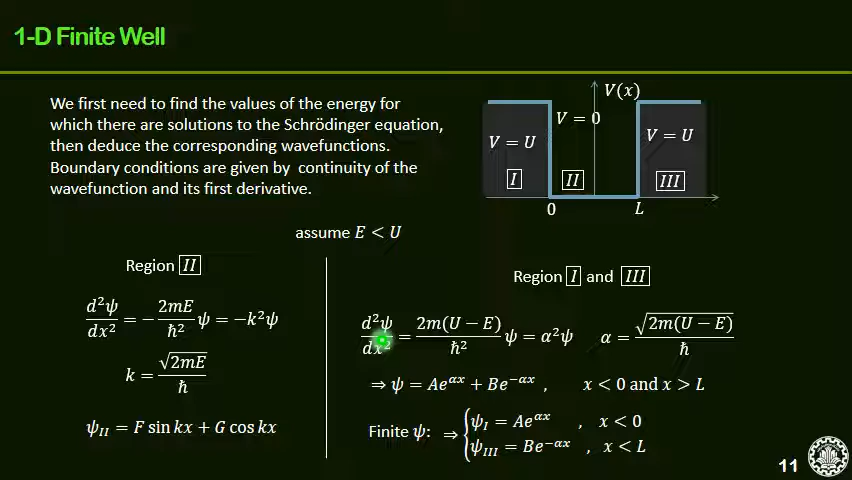 1-D Finite Well
We first need to find the values of the energy for
which there are solutions to the Schrödinger equation,
then deduce the corresponding wavefunctions.
Boundary conditions are given by continuity of the
wavefunction and its first derivative.
V(x)
V = 0
V = U
V = U
I
II
III
0
L
assume E < U
Region II
d²ψ/dx² = −2mE/ħ² ψ = −k²ψ
k = √2mE/ħ
ψ_II = F sin kx + G cos kx
Region I and III
d²ψ/dx² = 2m(U − E)/ħ² ψ = α²ψ α = √2m(U − E)/ħ
⇒ ψ = Ae^αx + Be^−αx , x < 0 and x > L
Finite ψ: ⇒ { ψ_I = Ae^αx , x < 0
ψ_III = Be^−αx , x < L
11